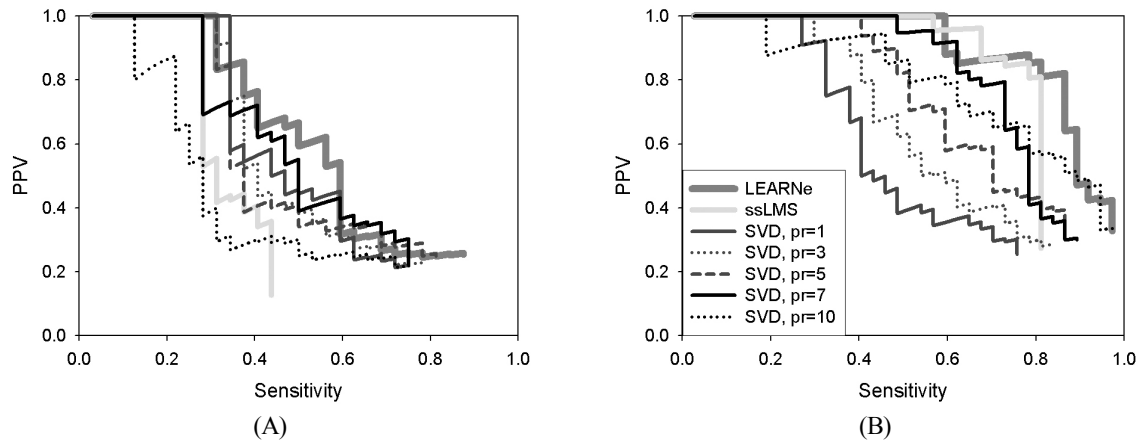 1.0
0.8
0.6
0.4
0.2
0.0
PPV
0.0 0.2 0.4 0.6 0.8 1.0
Sensitivity
(A)
1.0
0.8
0.6
0.4
0.2
0.0
PPV
LEARNe
ssLMS
SVD, pr=1
SVD, pr=3
SVD, pr=5
SVD, pr=7
SVD, pr=10
0.0 0.2 0.4 0.6 0.8 1.0
Sensitivity
(B)